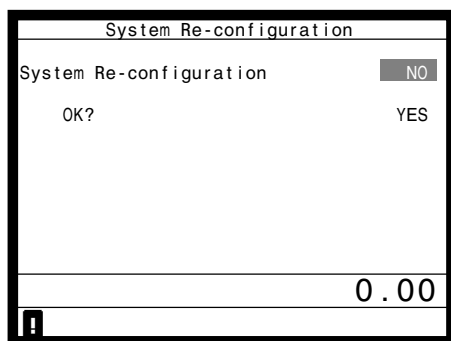 System Re-configuration
System Re-configuration NO
OK? YES
0.00
!